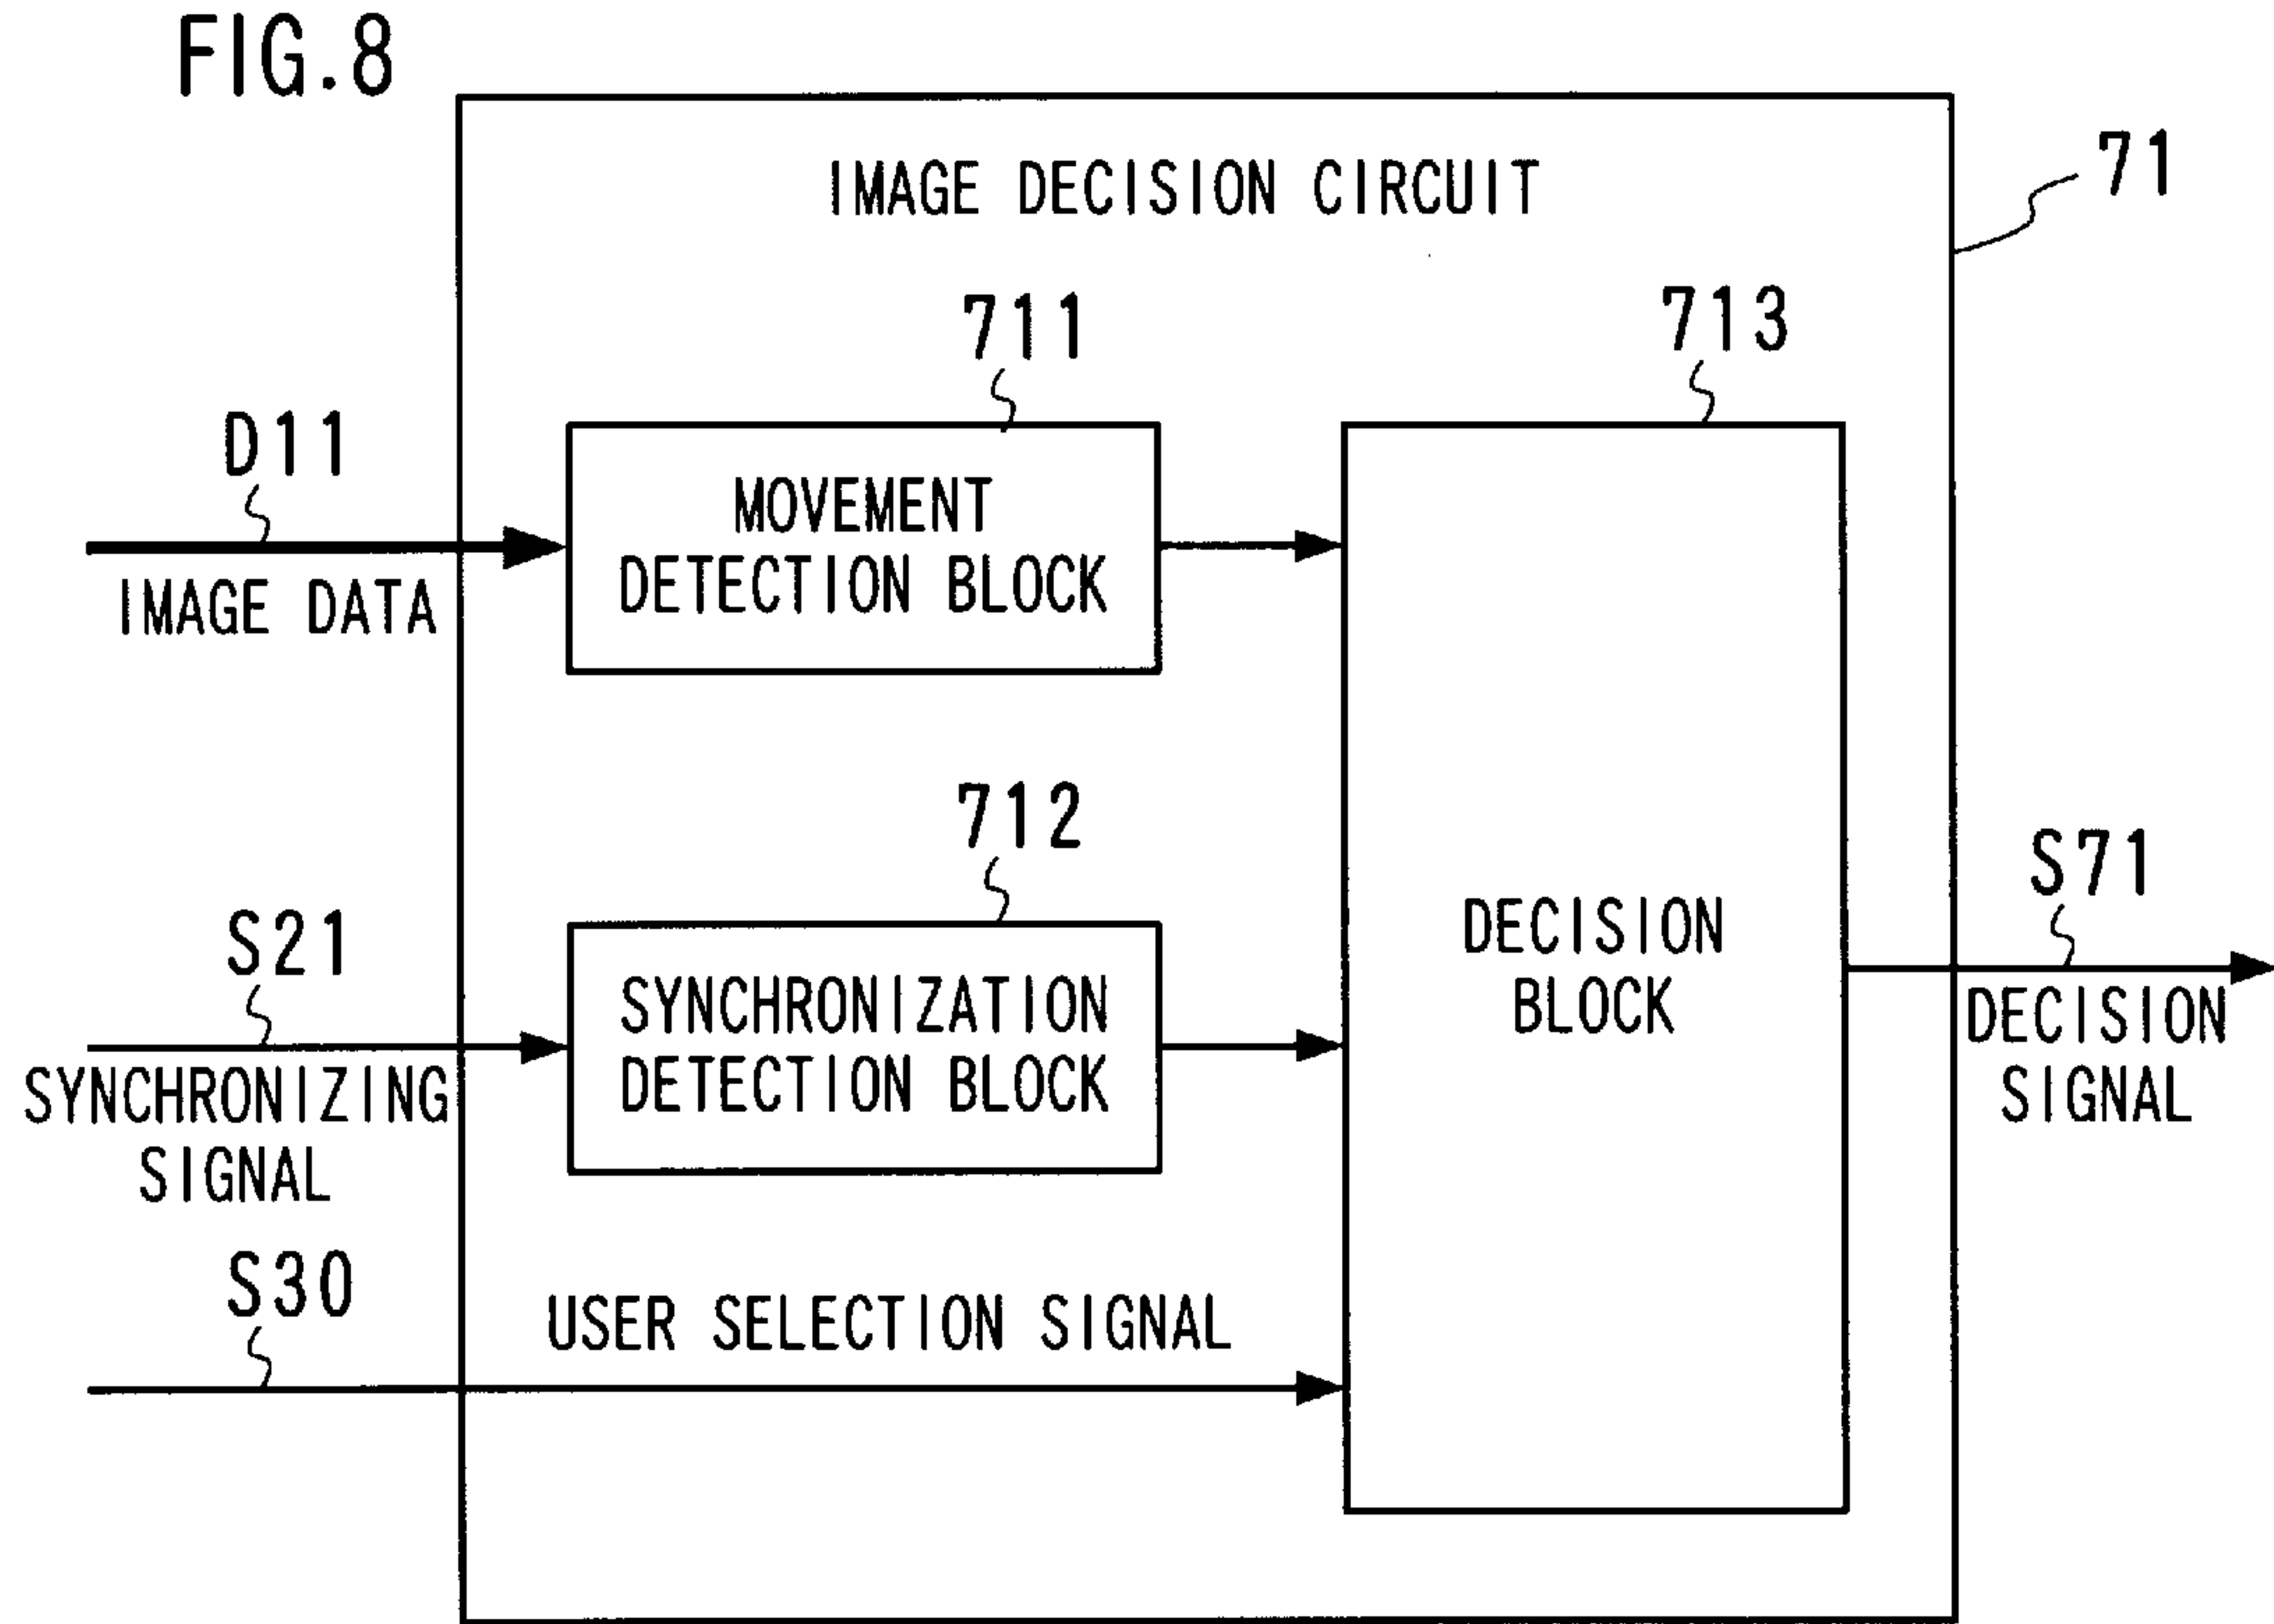 FIG.8
IMAGE DECISION CIRCUIT
71
711
713
D11
IMAGE DATA
MOVEMENT
DETECTION BLOCK
712
S21
SYNCHRONIZING
SIGNAL
SYNCHRONIZATION
DETECTION BLOCK
DECISION
BLOCK
S71
DECISION
SIGNAL
S30
USER SELECTION SIGNAL